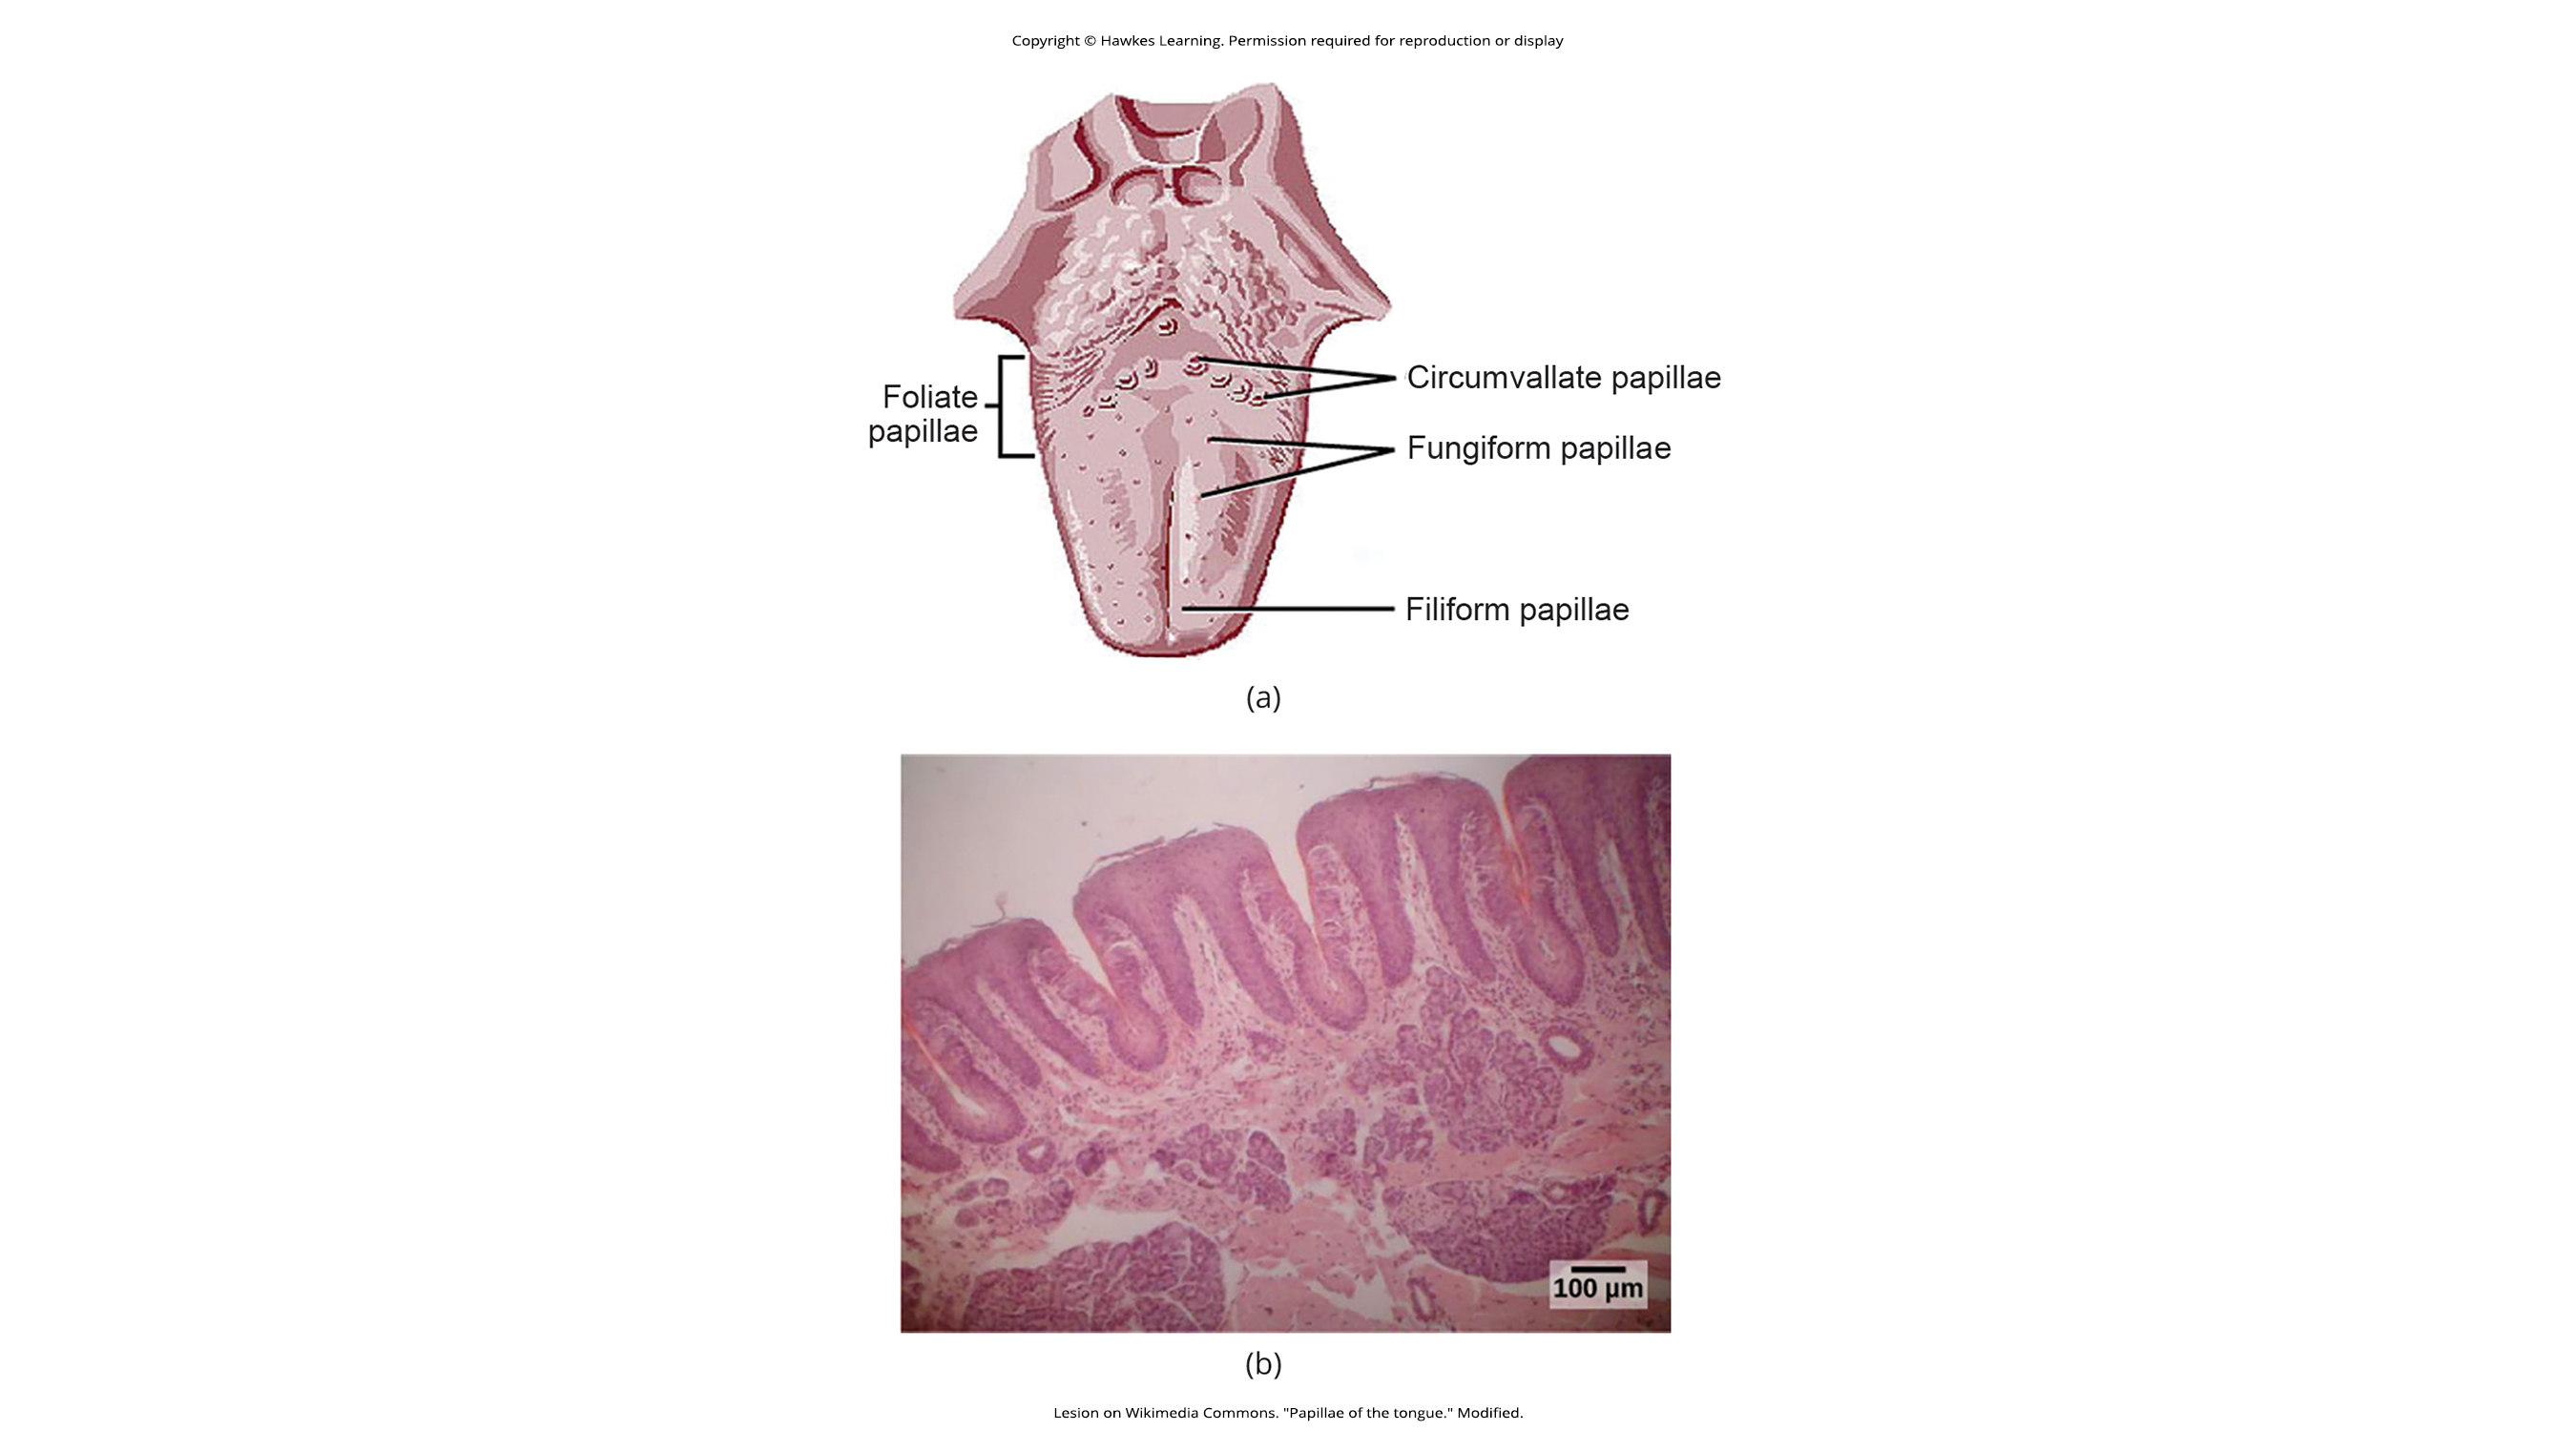 Copyright © Hawkes Learning. Permission required for reproduction or display
Foliate
papillae
Circumvallate papillae
Fungiform papillae
Filiform papillae
(a)
100 µm
(b)
Lesion on Wikimedia Commons. "Papillae of the tongue." Modified.